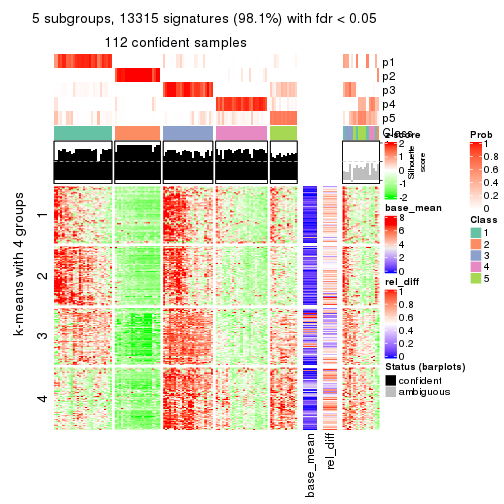 5 subgroups, 13315 signatures (98.1%) with fdr < 0.05
112 confident samples
p1
p2
p3
p4
p5
Class
Silhouette
score
k-means with 4 groups
1
2
3
4
base_mean
rel_diff
z-score
2
1
0
-1
-2
base_mean
8
6
4
2
0
rel_diff
1
0.8
0.6
0.4
0.2
0
Status (barplots)
confident
ambiguous
Prob
1
0.8
0.6
0.4
0.2
0
Class
1
2
3
4
5